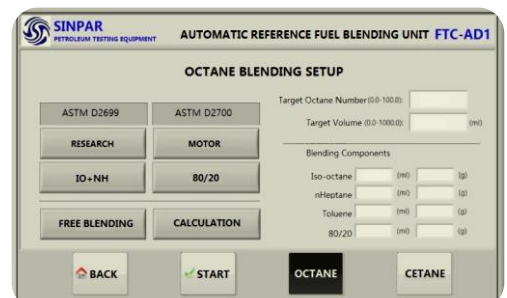 SINPAR
PETROLEUM TESTING EQUIPMENT
AUTOMATIC REFERENCE FUEL BLENDING UNIT FTC-AD1
OCTANE BLENDING SETUP
ASTM D2699 ASTM D2700
RESEARCH MOTOR
IO+NH 80/20
FREE BLENDING CALCULATION
Target Octane Number (0.0-100.0):
Target Volume (0.0-1000.0): (ml)
Blending Components
Iso-octane (ml) (g)
nHeptane (ml) (g)
Toluene (ml) (g)
80/20 (ml) (g)
BACK START OCTANE CETANE